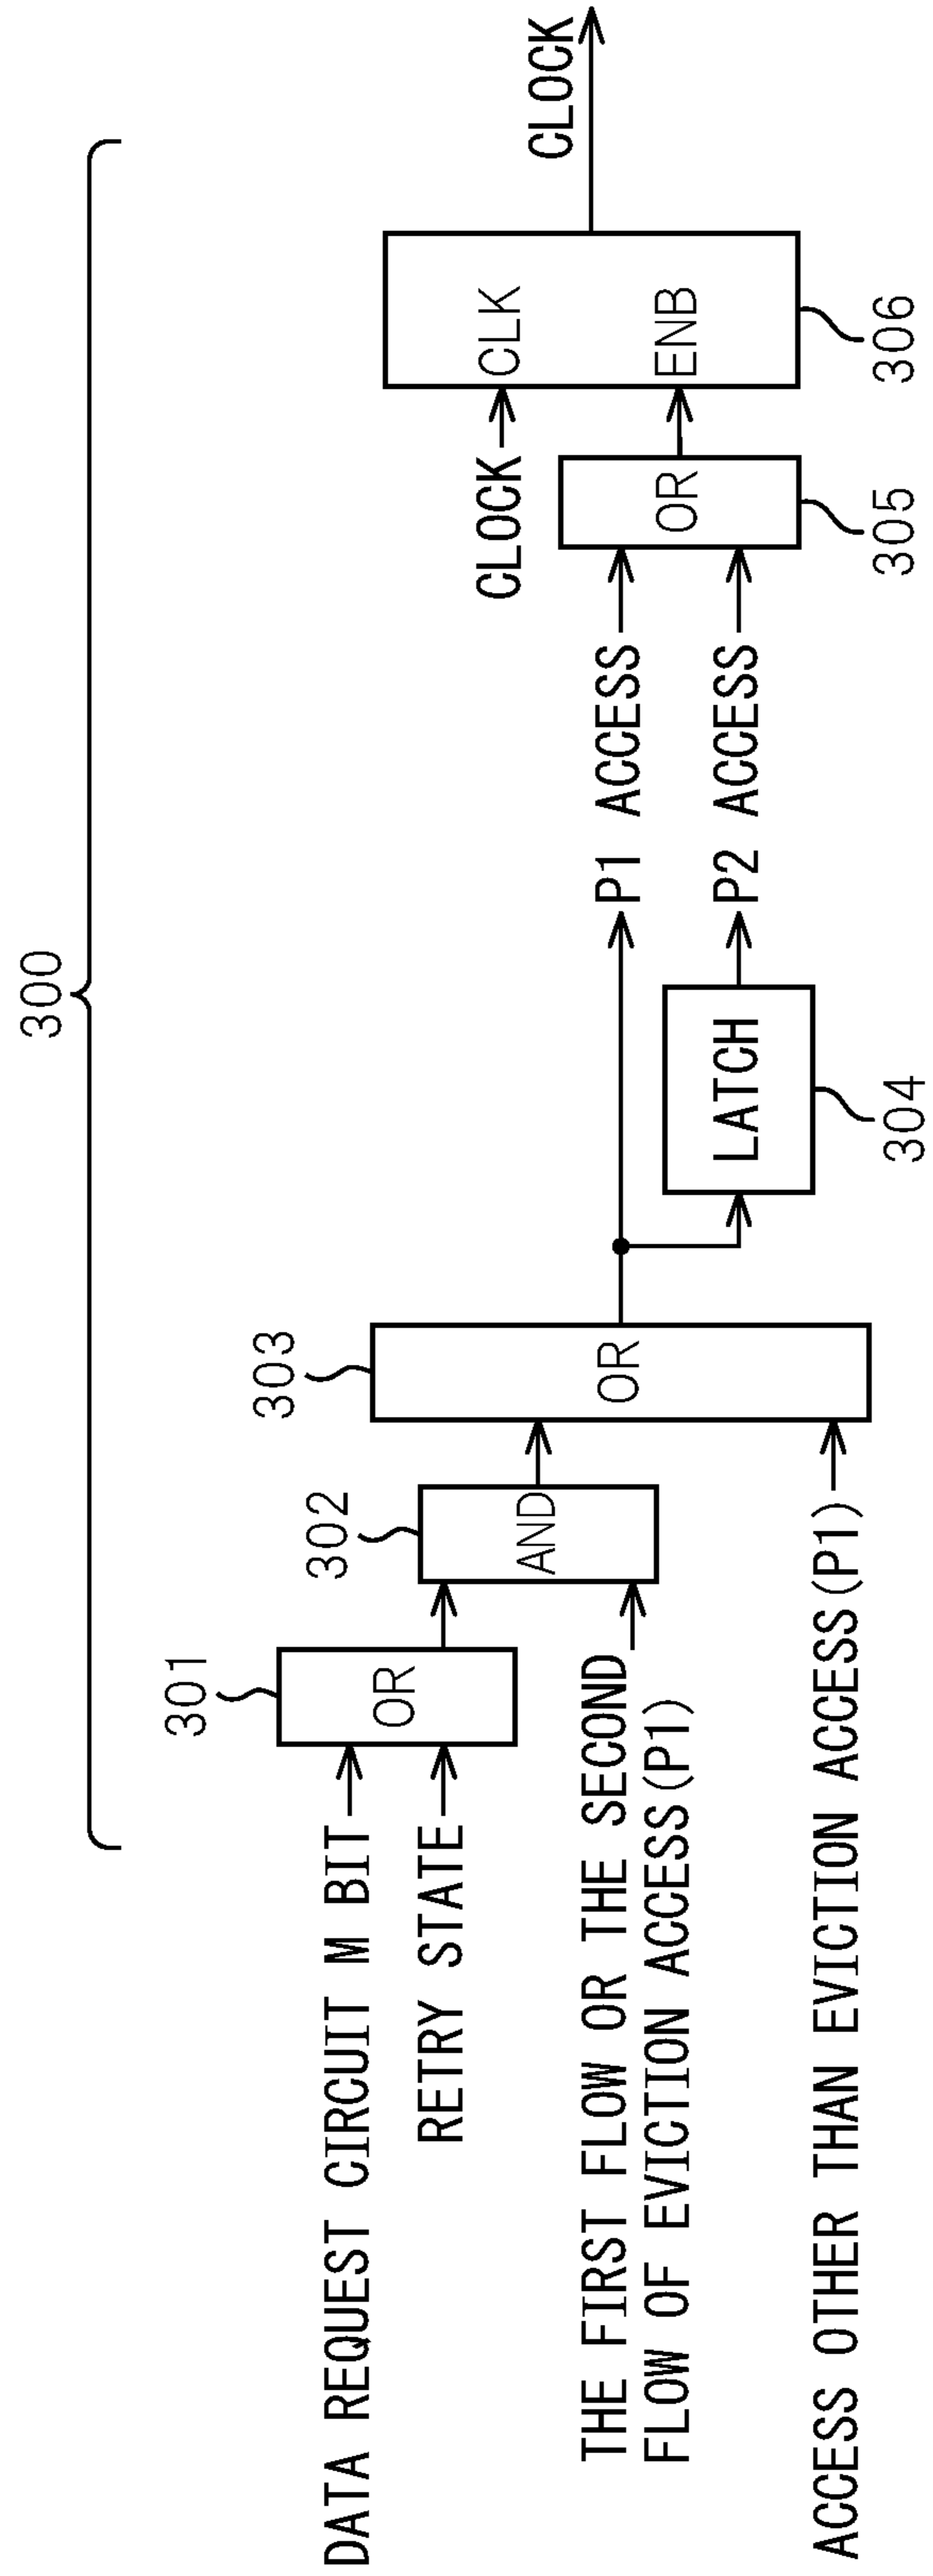 300
DATA REQUEST CIRCUIT M BIT
RETRY STATE
THE FIRST FLOW OR THE SECOND
FLOW OF EVICTION ACCESS(P1)
ACCESS OTHER THAN EVICTION ACCESS(P1)
301
OR
302
AND
303
OR
LATCH
304
P1 ACCESS
P2 ACCESS
CLOCK
OR
305
CLK
ENB
306
CLOCK